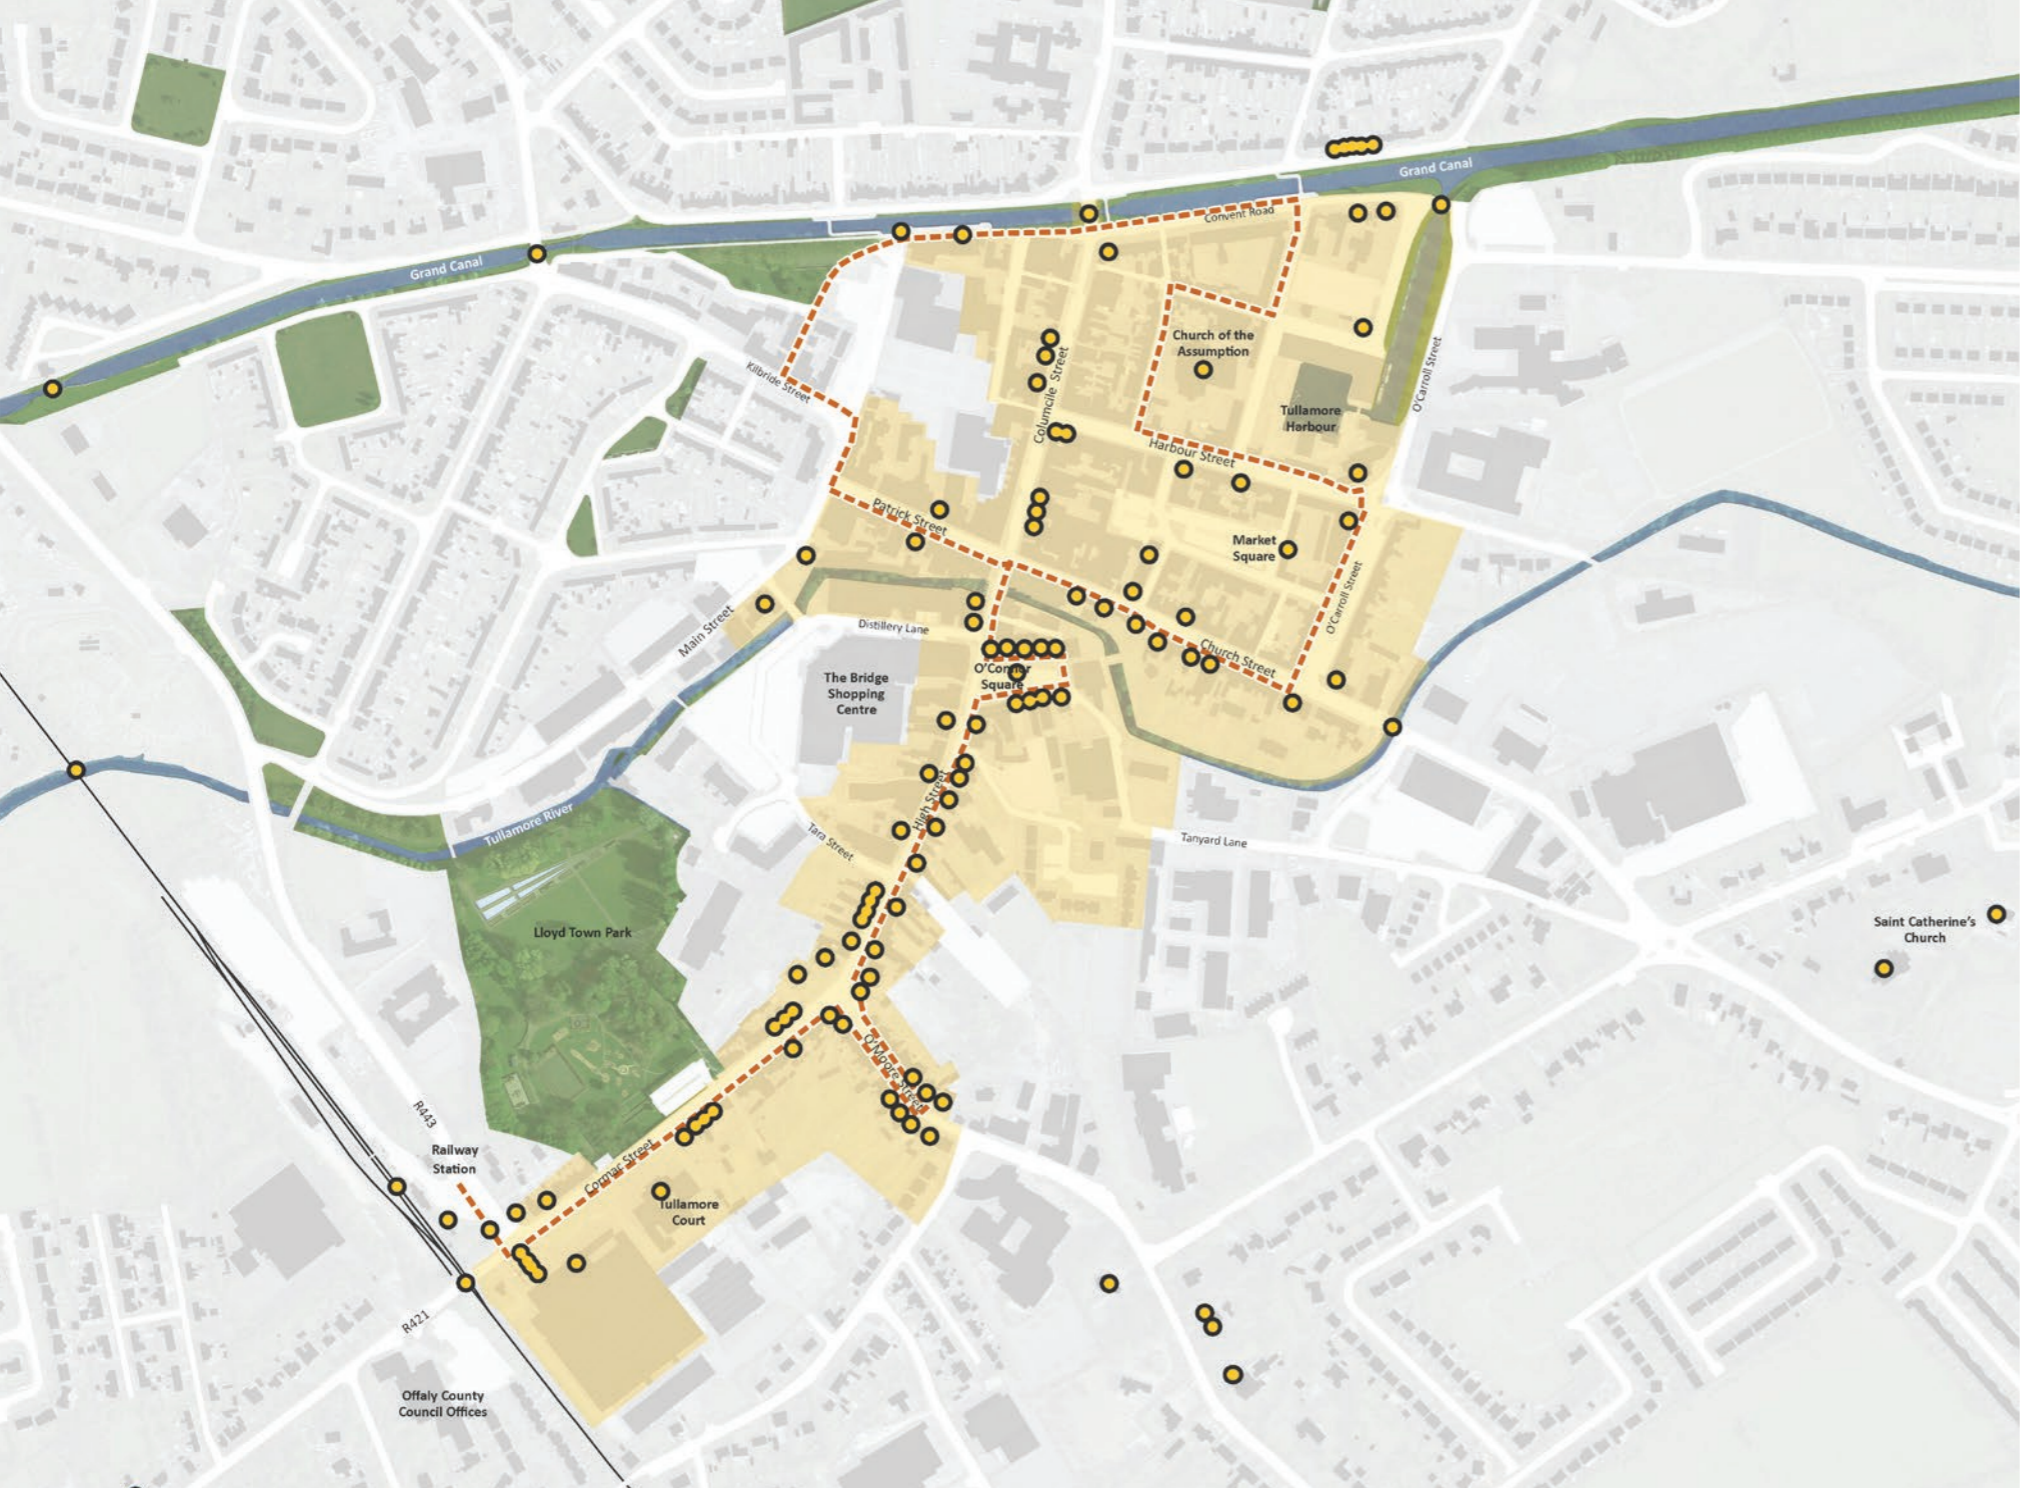 Grand Canal
Convent Road
Grand Canal
Church of the
Assumption
Kilbride Street
Columcile Street
O'Carroll Street
Tullamore
Harbour
Harbour Street
Patrick Street
Market
Square
O'Carroll Street
Main Street
Distillery Lane
Church Street
O'Connor
Square
The Bridge
Shopping
Centre
High Street
Tullamore River
Tara Street
Tanyard Lane
Lloyd Town Park
Saint Catherine's
Church
O'Moore Street
R443
Railway
Station
Cormac Street
Tullamore
Court
R421
Offaly County
Council Offices